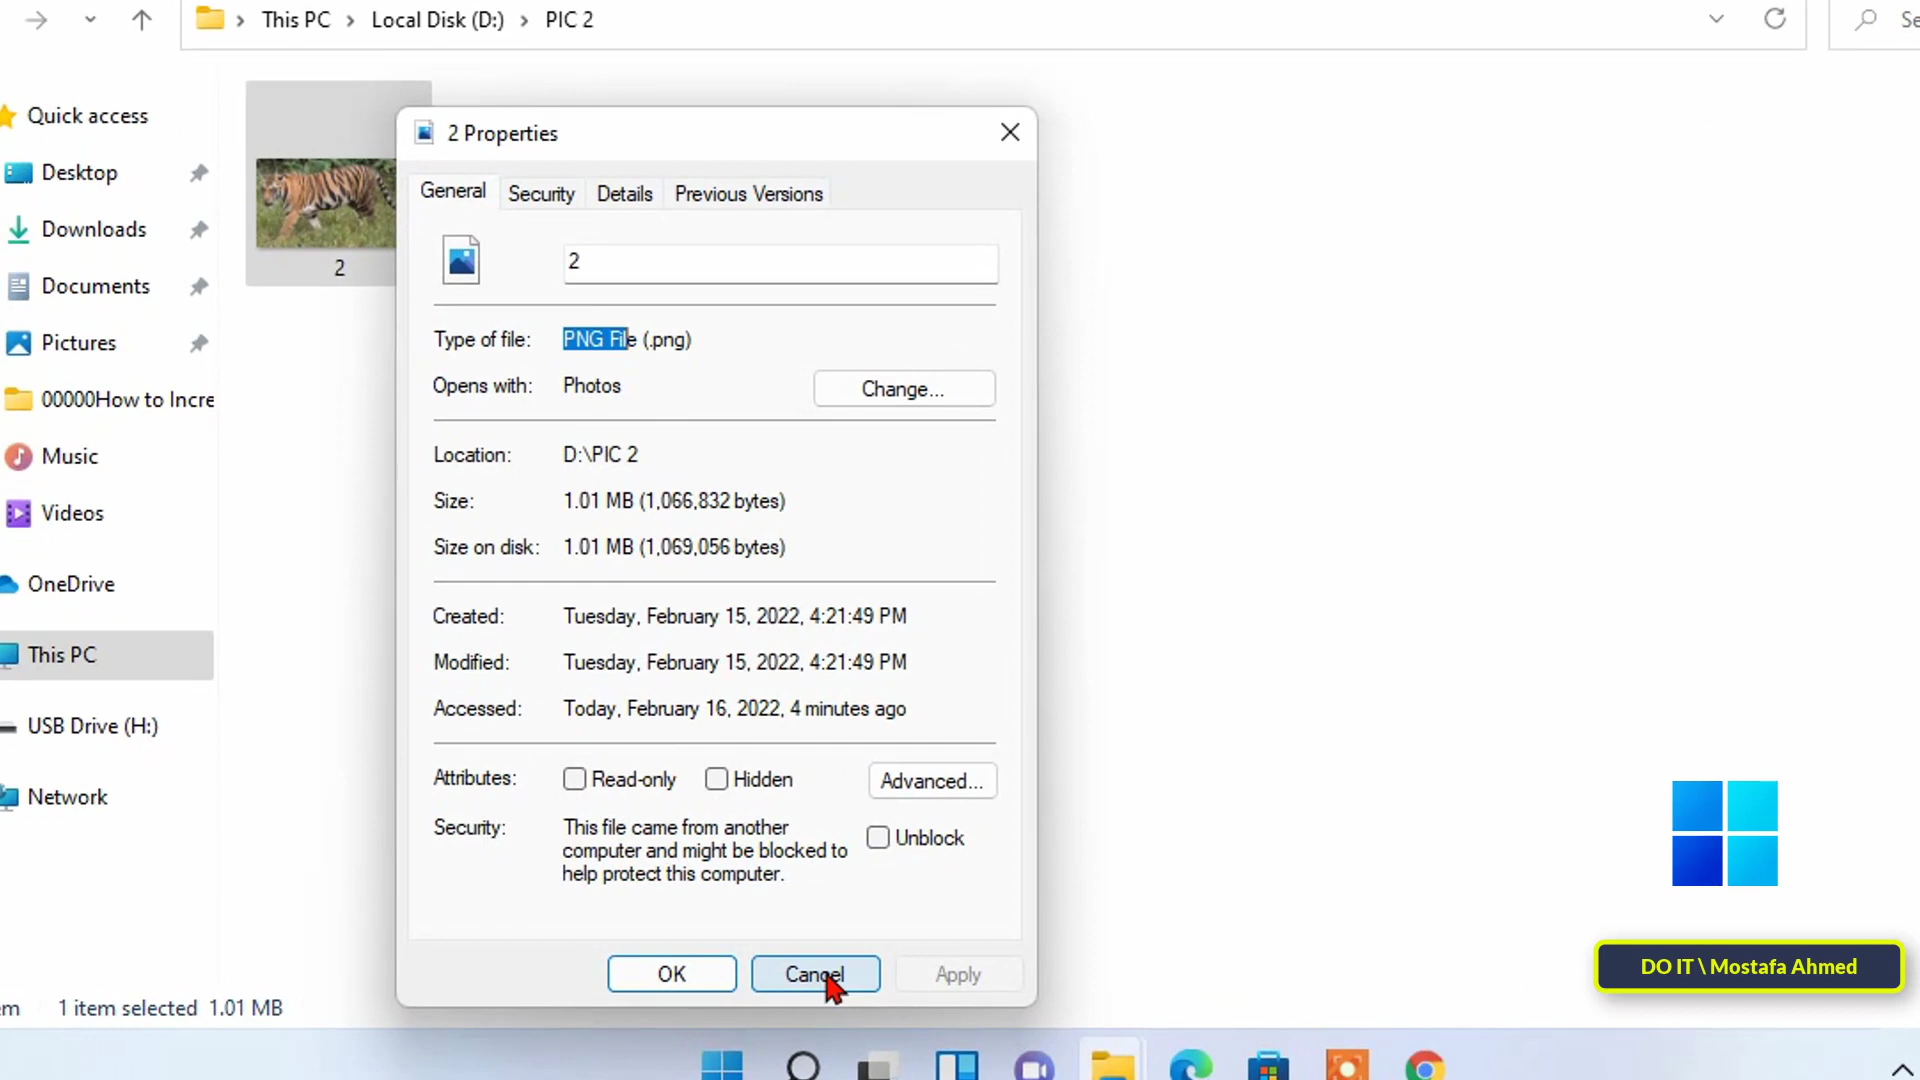 This PC > Local Disk (D:) > PIC 2
Quick access
Desktop
Downloads
Documents
Pictures
00000How to Incre
Music
Videos
OneDrive
This PC
USB Drive (H:)
Network
2
2 Properties
General Security Details Previous Versions
2
Type of file: PNG File (.png)
Opens with: Photos Change...
Location: D:\PIC 2
Size: 1.01 MB (1,066,832 bytes)
Size on disk: 1.01 MB (1,069,056 bytes)
Created: Tuesday, February 15, 2022, 4:21:49 PM
Modified: Tuesday, February 15, 2022, 4:21:49 PM
Accessed: Today, February 16, 2022, 4 minutes ago
Attributes: Read-only Hidden Advanced...
Security: This file came from another
computer and might be blocked to
help protect this computer.
Unblock
OK Cancel Apply
DO IT \ Mostafa Ahmed
1 item selected 1.01 MB